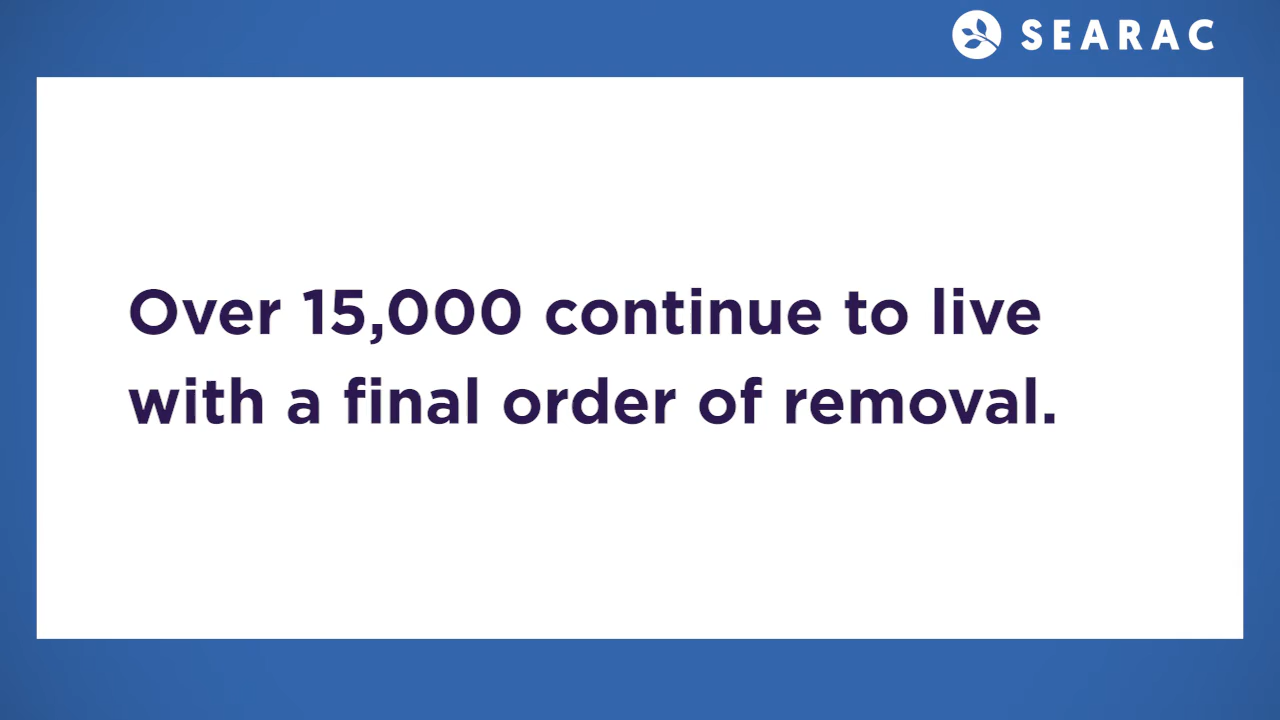 SEARAC
Over 15,000 continue to live
with a final order of removal.